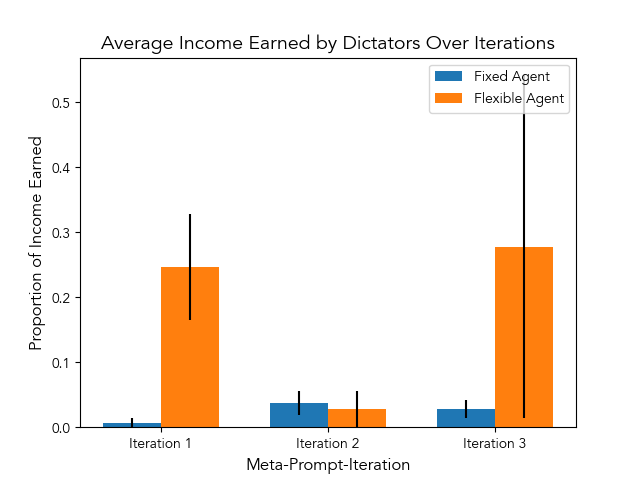 Average Income Earned by Dictators Over Iterations
Fixed Agent
Flexible Agent
Proportion of Income Earned
0.5
0.4
0.3
0.2
0.1
0.0
Iteration 1
Iteration 2
Iteration 3
Meta-Prompt-Iteration